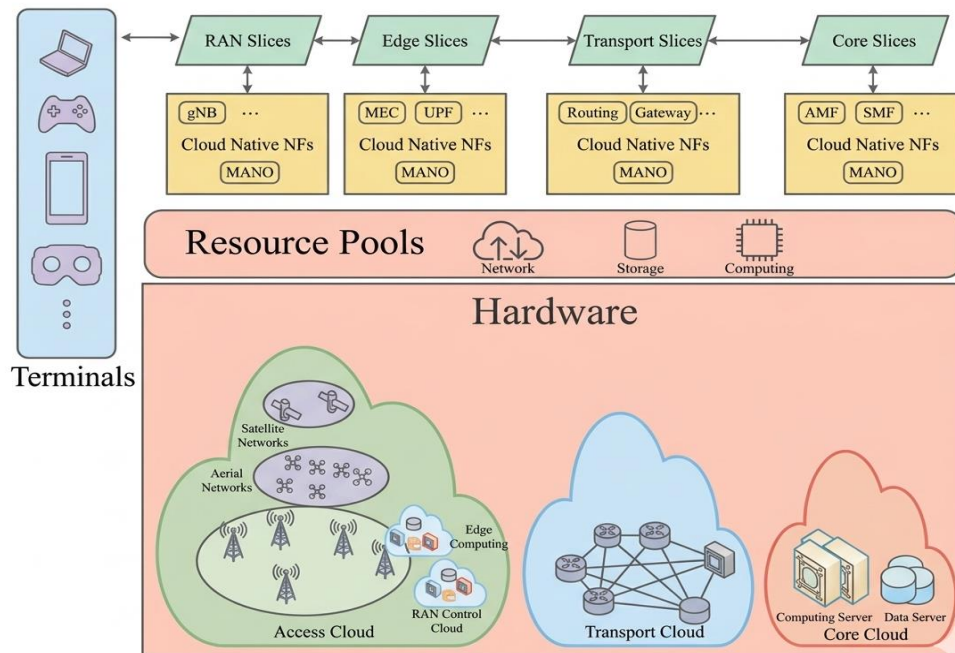 RAN Slices
Edge Slices
Transport Slices
Core Slices
gNB ...
Cloud Native NFs
MANO
MEC UPF ...
Cloud Native NFs
MANO
Routing Gateway ...
Cloud Native NFs
MANO
AMF SMF ...
Cloud Native NFs
MANO
Terminals
Resource Pools
Network
Storage
Computing
Hardware
Satellite
Networks
Aerial
Networks
Edge
Computing
RAN Control
Cloud
Access Cloud
Transport Cloud
Computing Server
Data Server
Core Cloud